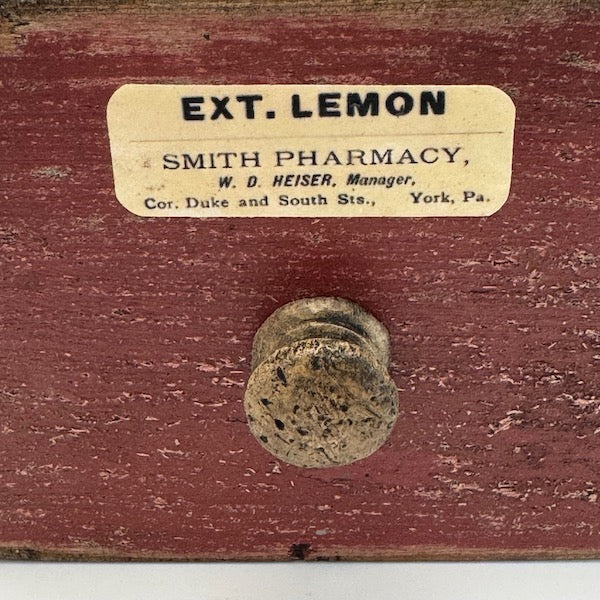 EXT. LEMON
SMITH PHARMACY,
W. D. HEISER, Manager,
Cor. Duke and South Sts., York, Pa.